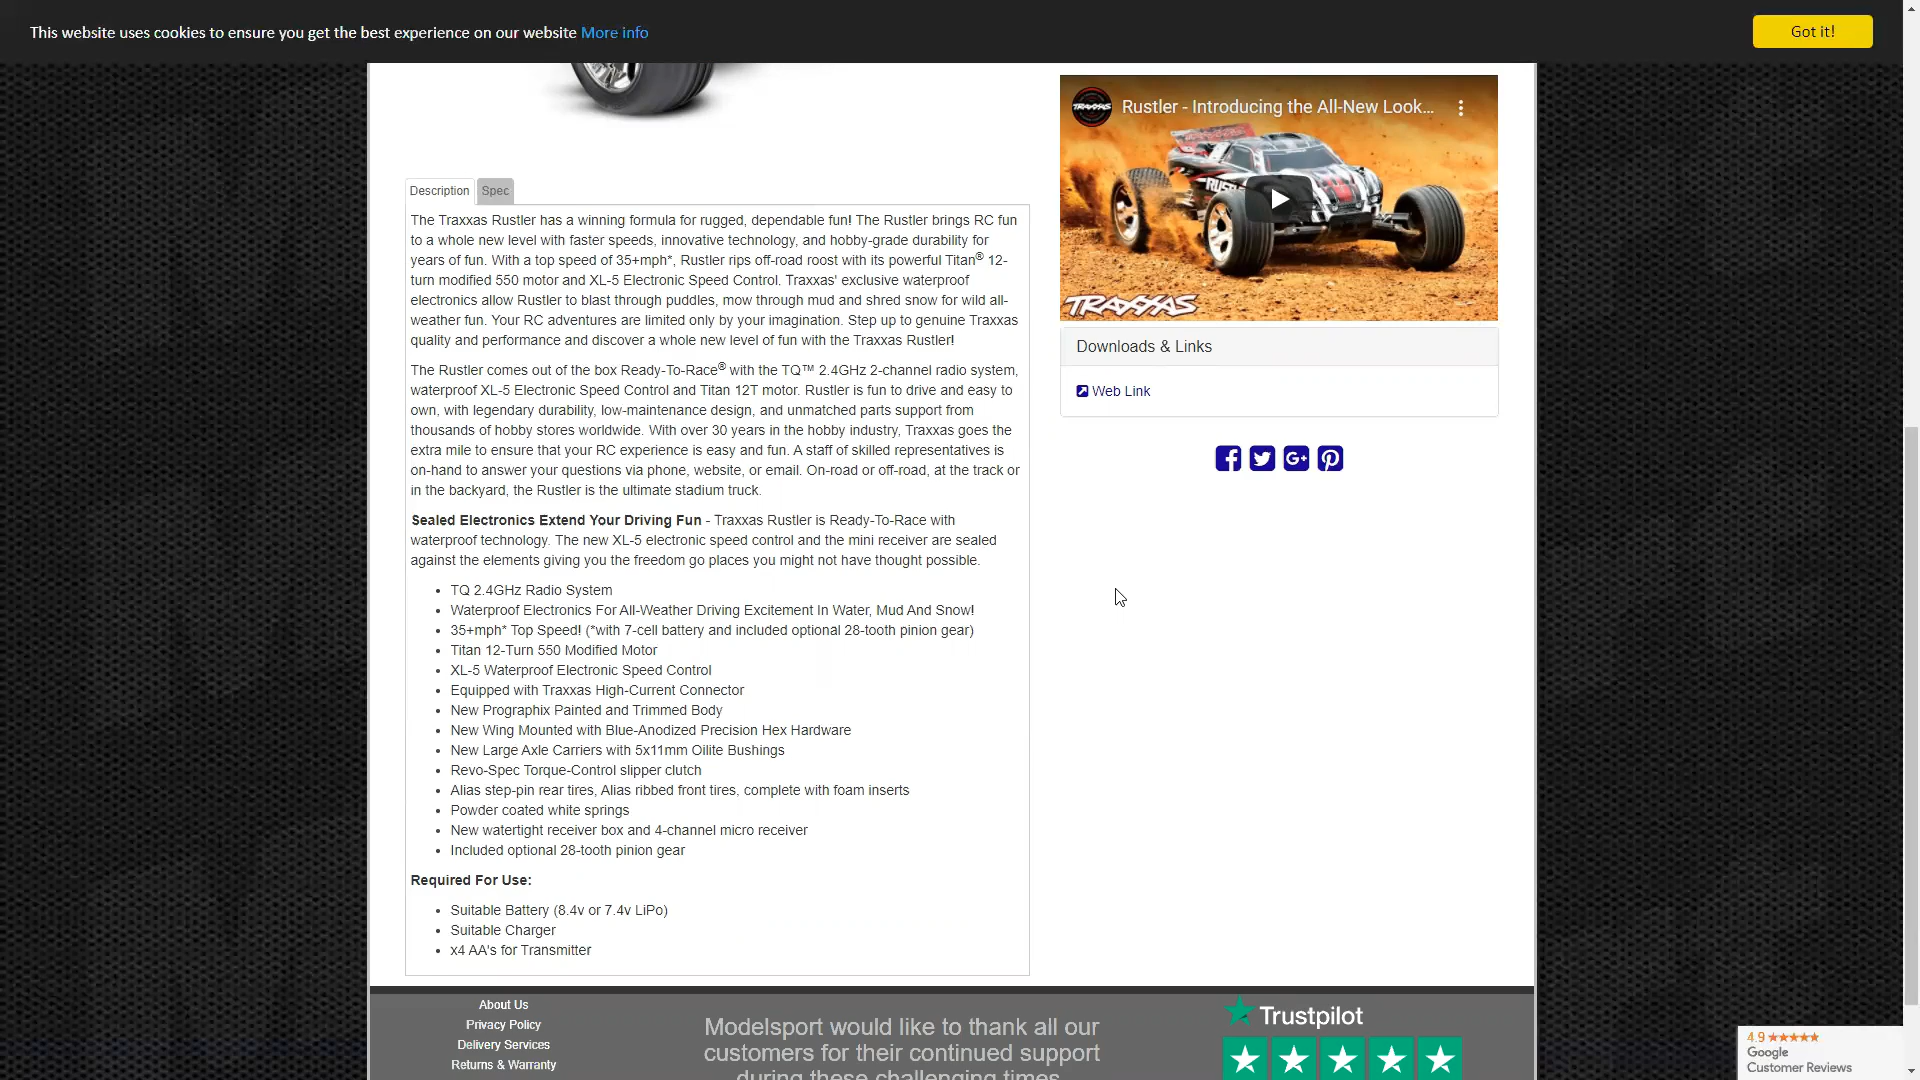 This website uses cookies to ensure you get the best experience on our website More info
Got it!
TRAXXAS
Rustler - Introducing the All-New Look...
RUSTLER
TRAXXAS
Description
Spec
The Traxxas Rustler has a winning formula for rugged, dependable fun! The Rustler brings RC fun
to a whole new level with faster speeds, innovative technology, and hobby-grade durability for
years of fun. With a top speed of 35+mph*, Rustler rips off-road roost with its powerful Titan® 12-
turn modified 550 motor and XL-5 Electronic Speed Control. Traxxas' exclusive waterproof
electronics allow Rustler to blast through puddles, mow through mud and shred snow for wild all-
weather fun. Your RC adventures are limited only by your imagination. Step up to genuine Traxxas
quality and performance and discover a whole new level of fun with the Traxxas Rustler!
The Rustler comes out of the box Ready-To-Race® with the TQ™ 2.4GHz 2-channel radio system,
waterproof XL-5 Electronic Speed Control and Titan 12T motor. Rustler is fun to drive and easy to
own, with legendary durability, low-maintenance design, and unmatched parts support from
thousands of hobby stores worldwide. With over 30 years in the hobby industry, Traxxas goes the
extra mile to ensure that your RC experience is easy and fun. A staff of skilled representatives is
on-hand to answer your questions via phone, website, or email. On-road or off-road, at the track or
in the backyard, the Rustler is the ultimate stadium truck.
Sealed Electronics Extend Your Driving Fun - Traxxas Rustler is Ready-To-Race with
waterproof technology. The new XL-5 electronic speed control and the mini receiver are sealed
against the elements giving you the freedom go places you might not have thought possible.
• TQ 2.4GHz Radio System
• Waterproof Electronics For All-Weather Driving Excitement In Water, Mud And Snow!
• 35+mph* Top Speed! (*with 7-cell battery and included optional 28-tooth pinion gear)
• Titan 12-Turn 550 Modified Motor
• XL-5 Waterproof Electronic Speed Control
• Equipped with Traxxas High-Current Connector
• New Prographix Painted and Trimmed Body
• New Wing Mounted with Blue-Anodized Precision Hex Hardware
• New Large Axle Carriers with 5x11mm Oilite Bushings
• Revo-Spec Torque-Control slipper clutch
• Alias step-pin rear tires, Alias ribbed front tires, complete with foam inserts
• Powder coated white springs
• New watertight receiver box and 4-channel micro receiver
• Included optional 28-tooth pinion gear
Required For Use:
• Suitable Battery (8.4v or 7.4v LiPo)
• Suitable Charger
• x4 AA's for Transmitter
Downloads & Links
Web Link
About Us
Privacy Policy
Delivery Services
Returns & Warranty
Modelsport would like to thank all our
customers for their continued support
during these challenging times
Trustpilot
4.9
Google
Customer Reviews